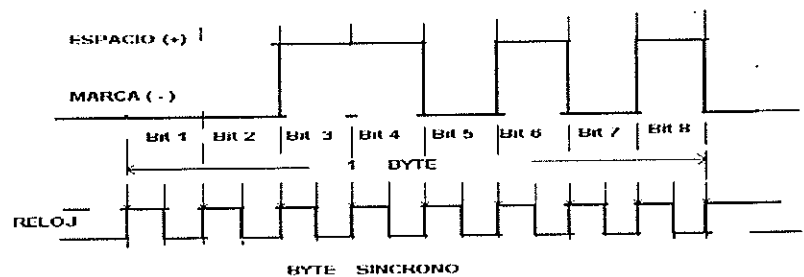 ESPACIO (+)
MARCA (-)
Bit 1 Bit 2 Bit 3 Bit 4 Bit 5 Bit 6 Bit 7 Bit 8
1 BYTE
RELOJ
BYTE SINCRONO